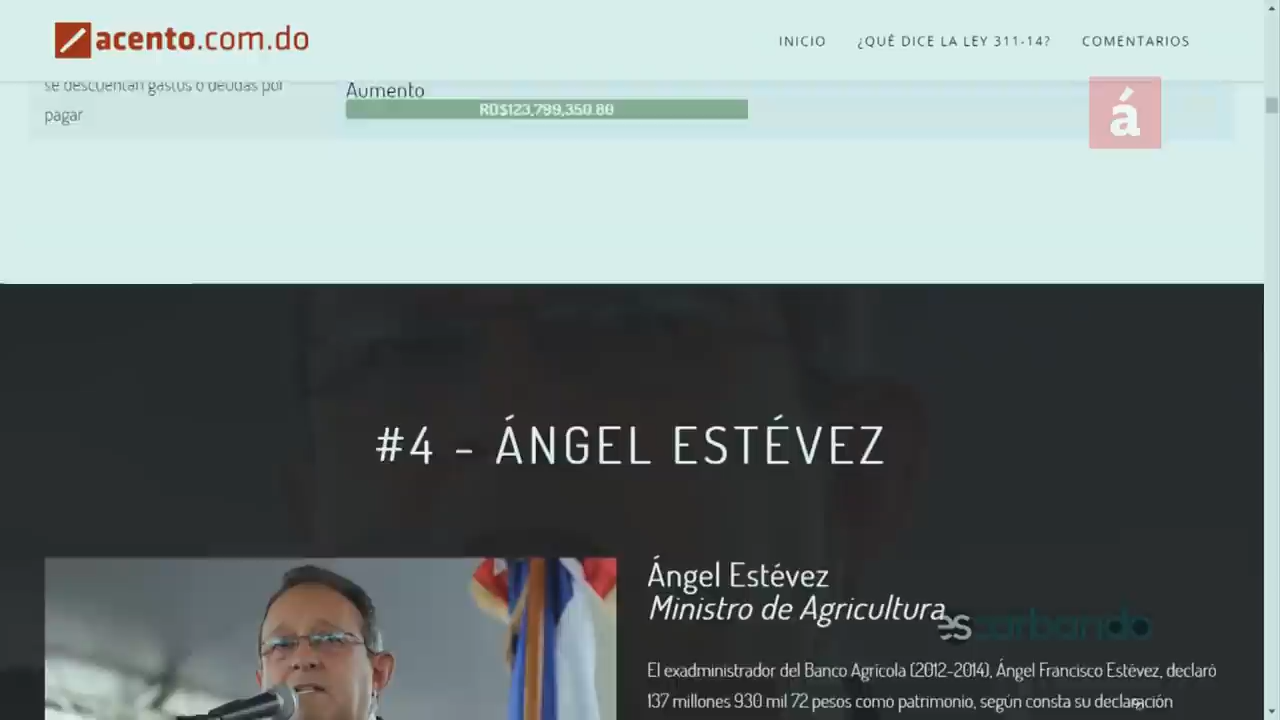 acento.com.do
INICIO ¿QUÉ DICE LA LEY 311-14? COMENTARIOS
se descuentan gastos o deudas por
pagar
Aumento
RD$123,799,350.80
á
#4 - ÁNGEL ESTÉVEZ
Ángel Estévez
Ministro de Agricultura
escarbando
El exadministrador del Banco Agrícola (2012-2014), Ángel Francisco Estévez, declaró
137 millones 930 mil 72 pesos como patrimonio, según consta su declaración